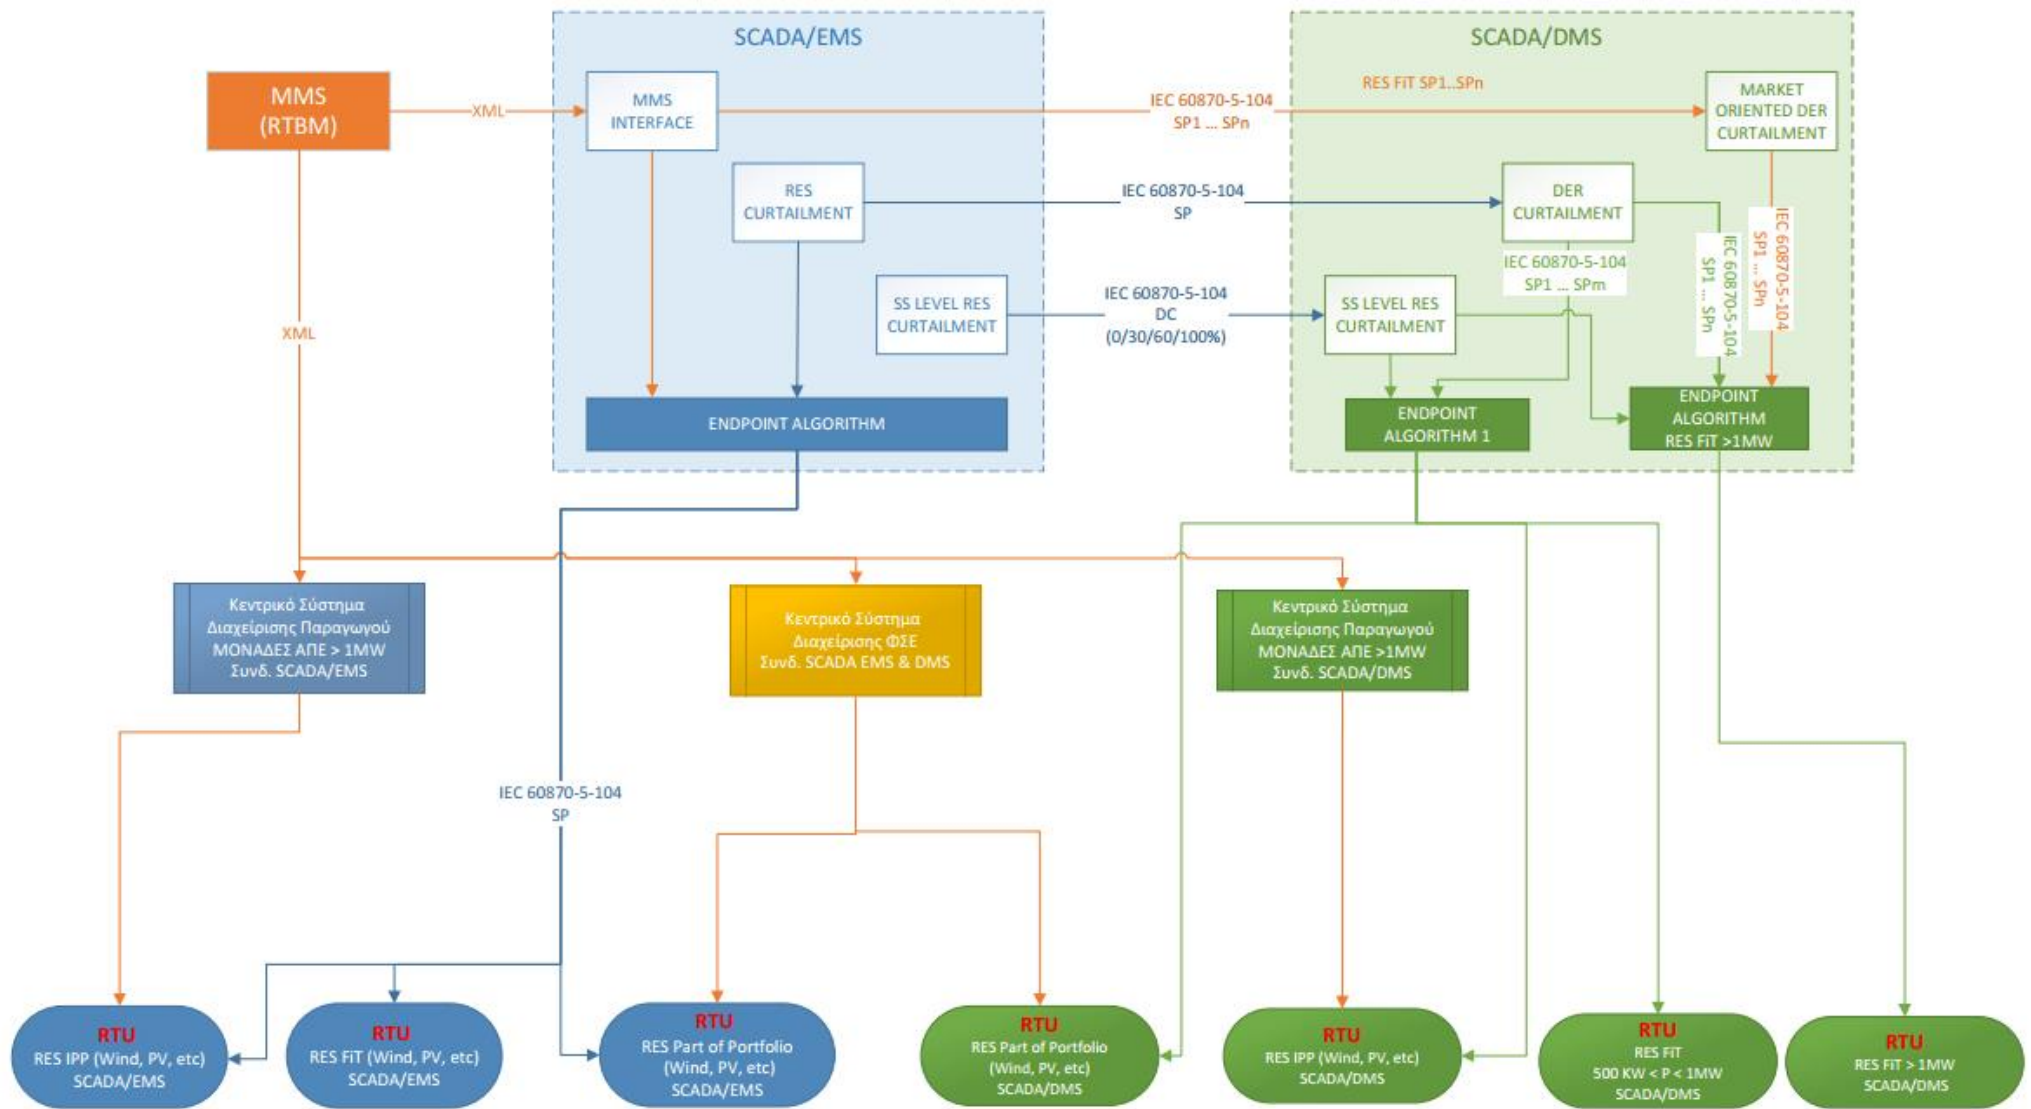 SCADA/EMS
SCADA/DMS
MMS
(RTBM)
XML
MMS
INTERFACE
IEC 60870-5-104
SP1 ... SPn
RES FiT SP1..SPn
MARKET
ORIENTED DER
CURTAILMENT
RES
CURTAILMENT
IEC 60870-5-104
SP
DER
CURTAILMENT
IEC 60870-5-104
SP1 ... SPm
IEC 60870-5-104
SP1 ... SPn
IEC 60870-5-104
SP1 ... SPn
SS LEVEL RES
CURTAILMENT
IEC 60870-5-104
DC
(0/30/60/100%)
SS LEVEL RES
CURTAILMENT
XML
ENDPOINT ALGORITHM
ENDPOINT
ALGORITHM 1
ENDPOINT
ALGORITHM
RES FiT >1MW
Κεντρικό Σύστημα
Διαχείρισης Παραγωγού
ΜΟΝΑΔΕΣ ΑΠΕ > 1MW
Συνδ. SCADA/EMS
Κεντρικό Σύστημα
Διαχείρισης ΦΣΕ
Συνδ. SCADA EMS & DMS
Κεντρικό Σύστημα
Διαχείρισης Παραγωγού
ΜΟΝΑΔΕΣ ΑΠΕ >1MW
Συνδ. SCADA/DMS
IEC 60870-5-104
SP
RTU
RES IPP (Wind, PV, etc)
SCADA/EMS
RTU
RES FiT (Wind, PV, etc)
SCADA/EMS
RTU
RES Part of Portfolio
(Wind, PV, etc)
SCADA/EMS
RTU
RES Part of Portfolio
(Wind, PV, etc)
SCADA/DMS
RTU
RES IPP (Wind, PV, etc)
SCADA/DMS
RTU
RES FiT
500 KW < P < 1MW
SCADA/DMS
RTU
RES FiT > 1MW
SCADA/DMS